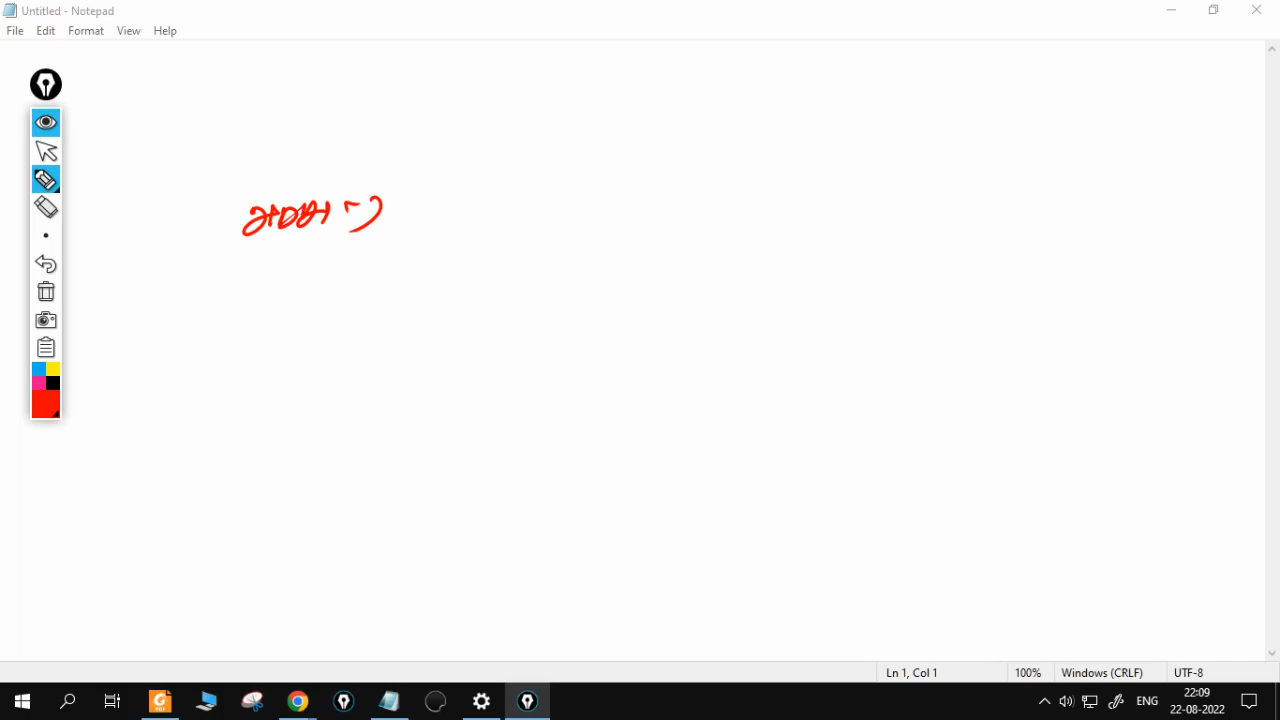 Untitled - Notepad
File Edit Format View Help
Ln 1, Col 1 100% Windows (CRLF) UTF-8
PDF
ENG 22:09
22-08-2022